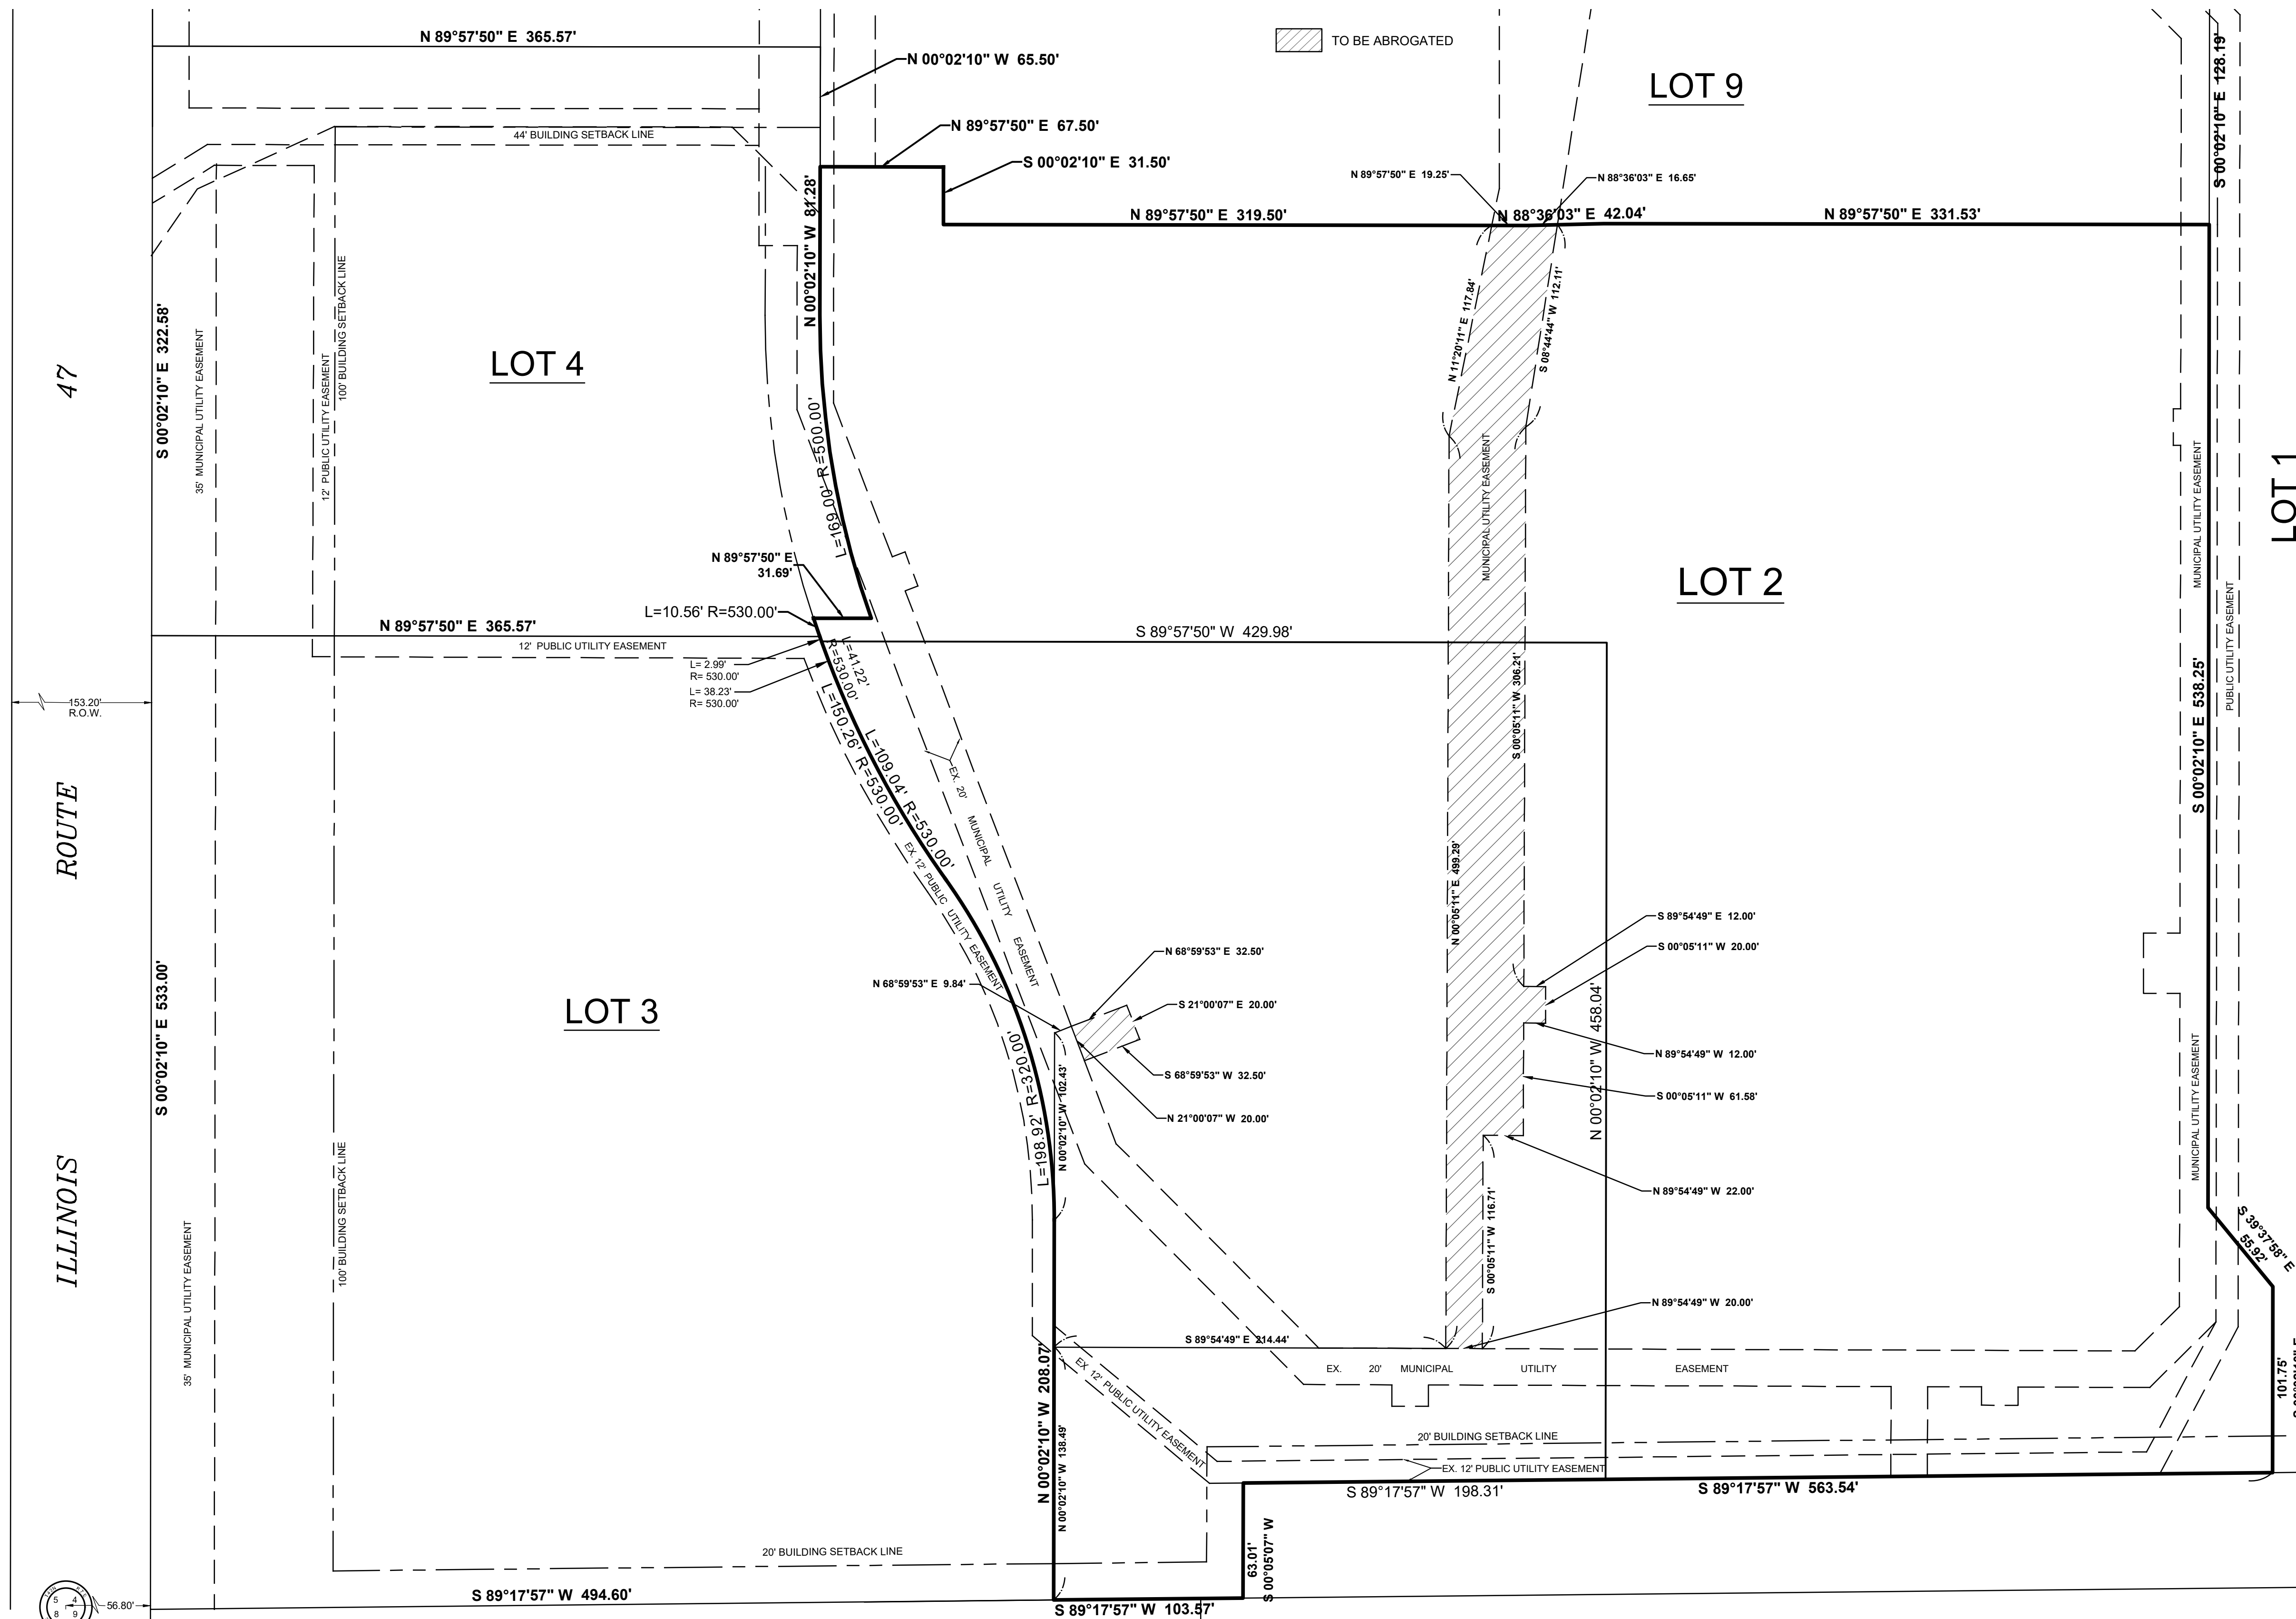 N 89°57'50" E 365.57'
N 00°02'10" W 65.50'
TO BE ABROGATED
LOT 9
S 00°02'10" E 128.19'
44' BUILDING SETBACK LINE
N 89°57'50" E 67.50'
S 00°02'10" E 31.50'
N 89°57'50" E 19.25'
N 88°36'03" E 16.65'
N 89°57'50" E 319.50'
N 88°36'03" E 42.04'
N 89°57'50" E 331.53'
N 00°02'10" W 81.28'
47
S 00°02'10" E 322.58'
35' MUNICIPAL UTILITY EASEMENT
12' PUBLIC UTILITY EASEMENT
100' BUILDING SETBACK LINE
LOT 4
L=169.00' R=500.00'
N 11°20'11" E 117.84'
S 08°44'44" W 112.11'
MUNICIPAL UTILITY EASEMENT
MUNICIPAL UTILITY EASEMENT
LOT 1
N 89°57'50" E
31.69'
LOT 2
L=10.56' R=530.00'
N 89°57'50" E 365.57'
S 89°57'50" W 429.98'
12' PUBLIC UTILITY EASEMENT
L= 2.99'
R= 530.00'
L= 38.23'
R= 530.00'
L=41.22'
R=530.00'
S 00°05'11" W 306.21'
PUBLIC UTILITY EASEMENT
S 00°02'10" E 538.25'
153.20'
R.O.W.
L=150.26' R=530.00'
L=109.04' R=530.00'
EX. 20' MUNICIPAL UTILITY EASEMENT
EX. 12' PUBLIC UTILITY EASEMENT
ROUTE
N 00°05'11" E 499.29'
S 89°54'49" E 12.00'
S 00°05'11" W 20.00'
N 68°59'53" E 32.50'
N 68°59'53" E 9.84'
S 21°00'07" E 20.00'
LOT 3
S 00°02'10" E 533.00'
N 00°02'10" W 458.04'
N 89°54'49" W 12.00'
S 68°59'53" W 32.50'
S 00°05'11" W 61.58'
N 21°00'07" W 20.00'
L=198.92' R=320.00'
N 00°02'10" W 102.43'
MUNICIPAL UTILITY EASEMENT
ILLINOIS
100' BUILDING SETBACK LINE
35' MUNICIPAL UTILITY EASEMENT
N 89°54'49" W 22.00'
S 00°05'11" W 116.71'
S 39°37'58" E
55.92'
N 89°54'49" W 20.00'
S 89°54'49" E 214.44'
EX. 20' MUNICIPAL UTILITY EASEMENT
101.75'
N 00°02'10" W 208.07'
EX. 12' PUBLIC UTILITY EASEMENT
N 00°02'10" W 138.49'
20' BUILDING SETBACK LINE
EX. 12' PUBLIC UTILITY EASEMENT
S 89°17'57" W 198.31'
S 89°17'57" W 563.54'
63.01'
S 00°05'07" W
20' BUILDING SETBACK LINE
S 89°17'57" W 494.60'
S 89°17'57" W 103.57'
5 4
8 9
56.80'